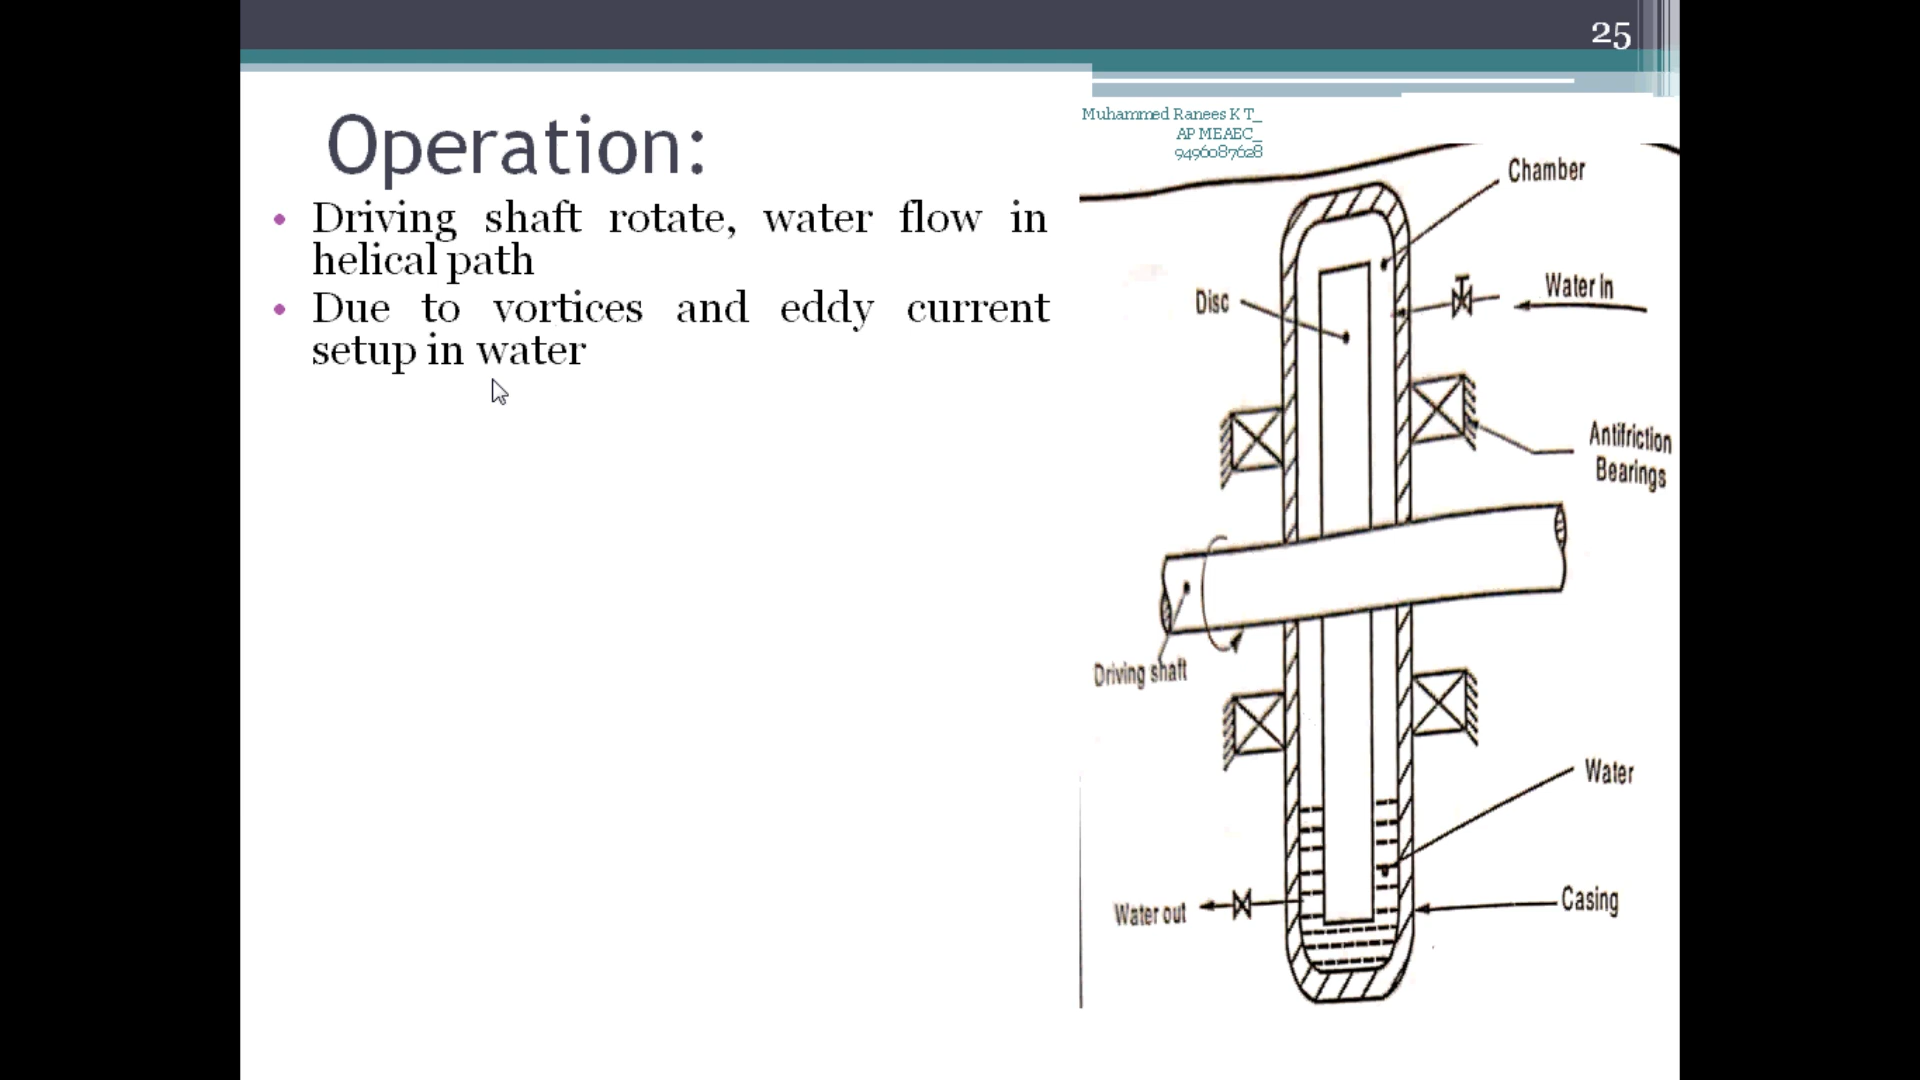 25
Muhammed Ranees K T_
AP MEAEC_
9496087628
Operation:
• Driving shaft rotate, water flow in
helical path
• Due to vortices and eddy current
setup in water
Chamber
Water in
Disc
Antifriction
Bearings
Driving shaft
Water
Casing
Water out